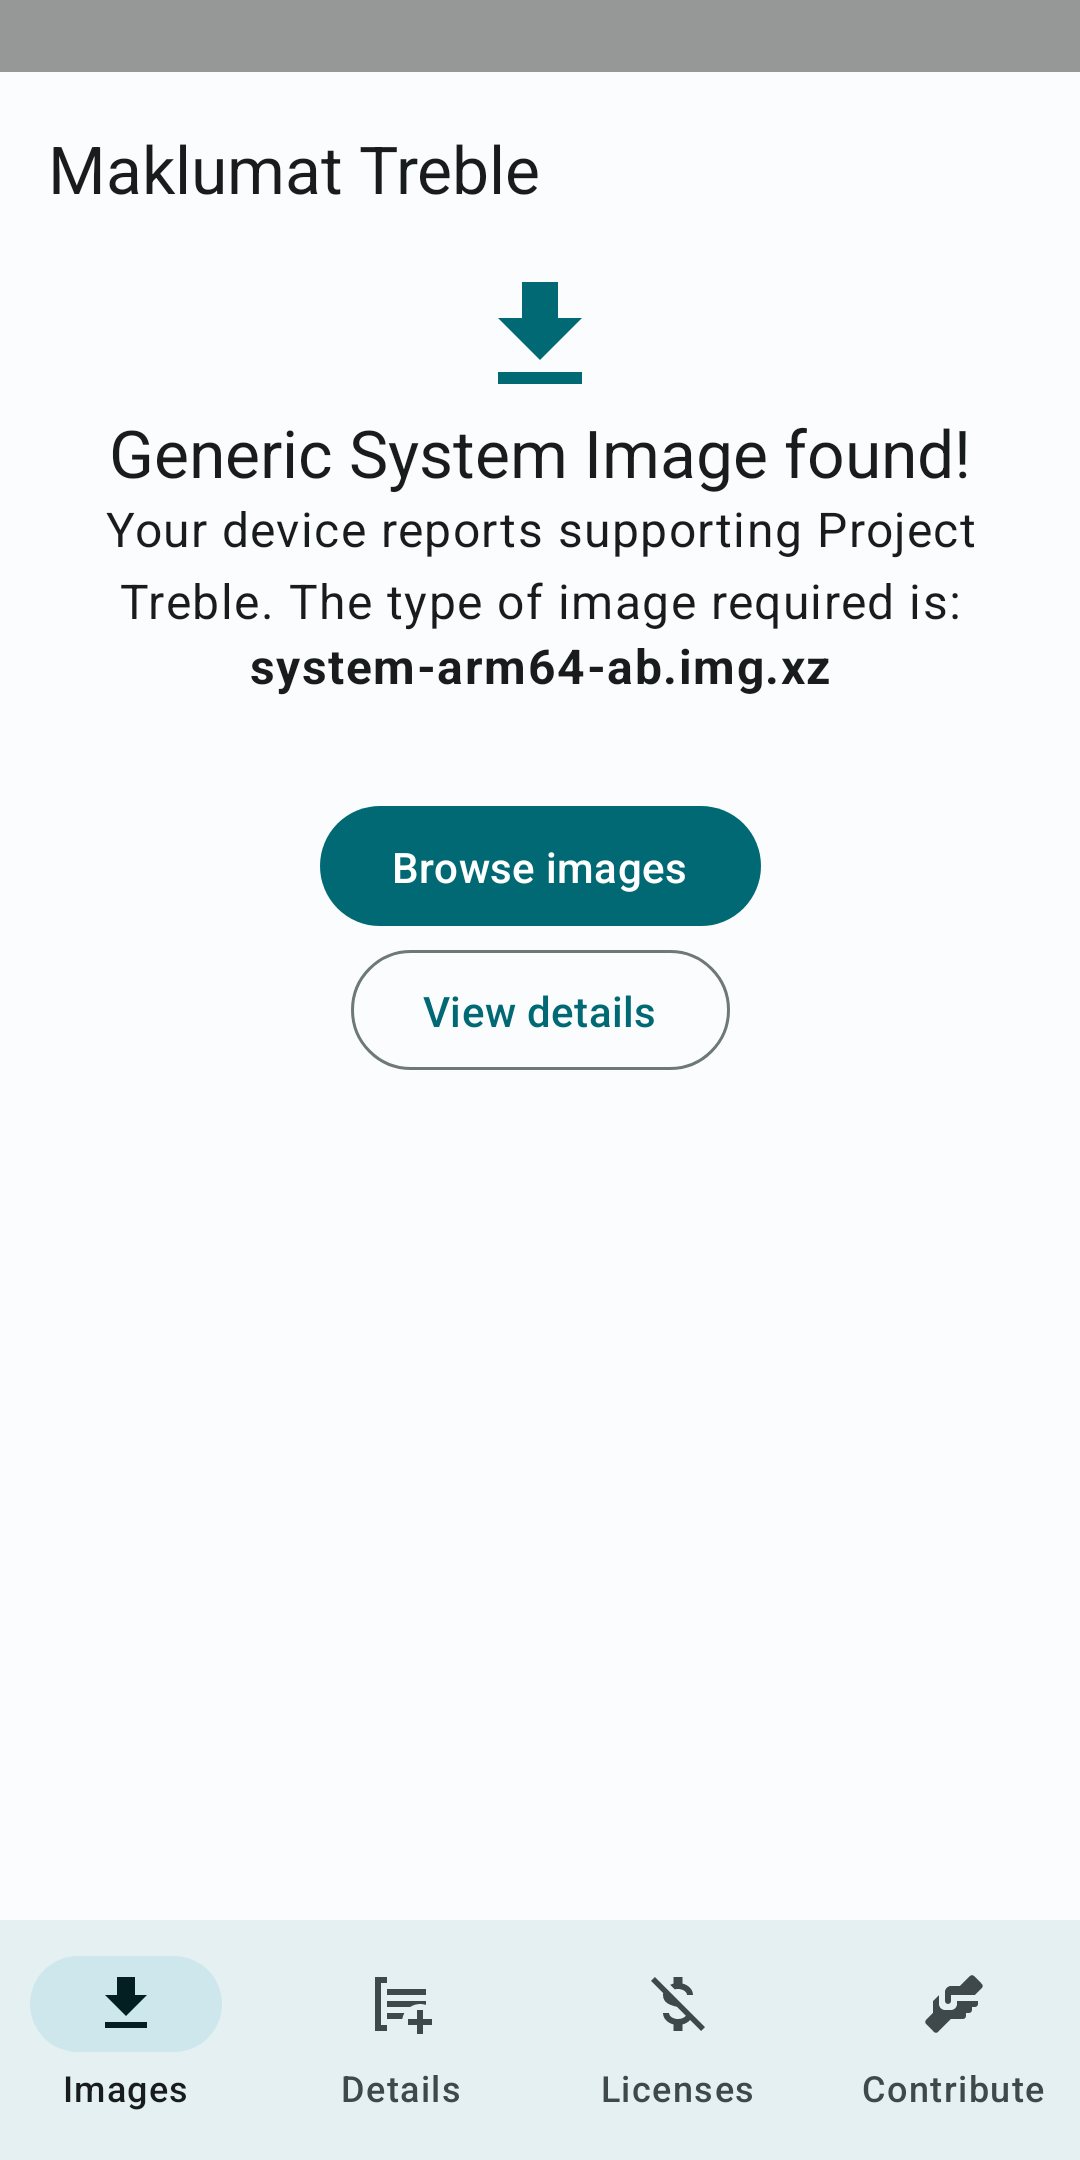 Maklumat Treble
Generic System Image found!
Your device reports supporting Project
Treble. The type of image required is:
system-arm64-ab.img.xz
Browse images
View details
Images
Details
Licenses
Contribute